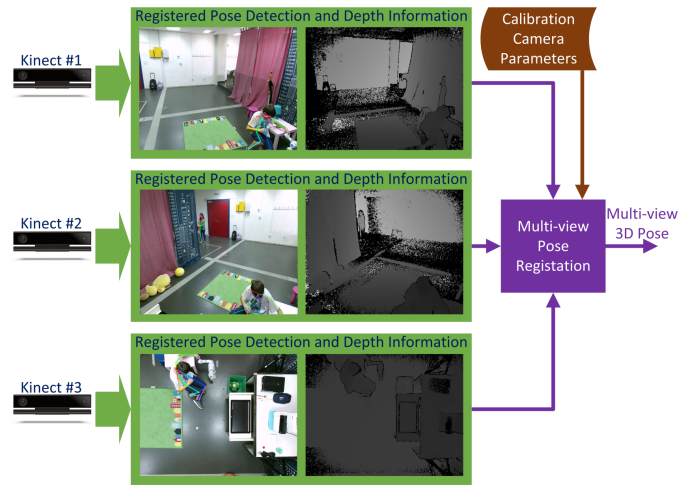 Registered Pose Detection and Depth Information
Calibration
Camera
Parameters
Kinect #1
Registered Pose Detection and Depth Information
Kinect #2
Multi-view
Pose
Registation
Multi-view
3D Pose
Registered Pose Detection and Depth Information
Kinect #3